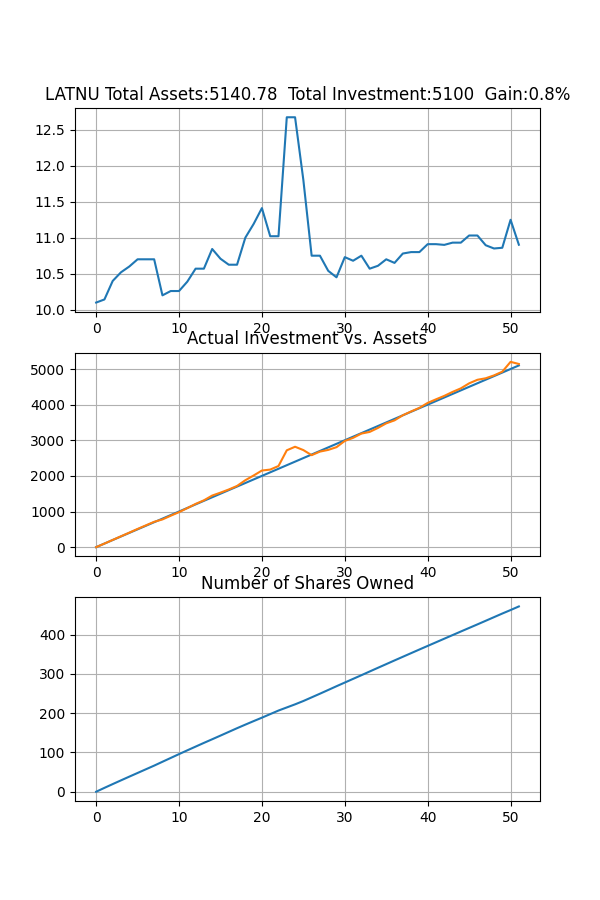 LATNU Total Assets:5140.78  Total Investment:5100  Gain:0.8%
12.5
12.0
11.5
11.0
10.5
10.0
0 10 20 30 40 50
Actual Investment vs. Assets
5000
4000
3000
2000
1000
0
0 10 20 30 40 50
Number of Shares Owned
400
300
200
100
0
0 10 20 30 40 50